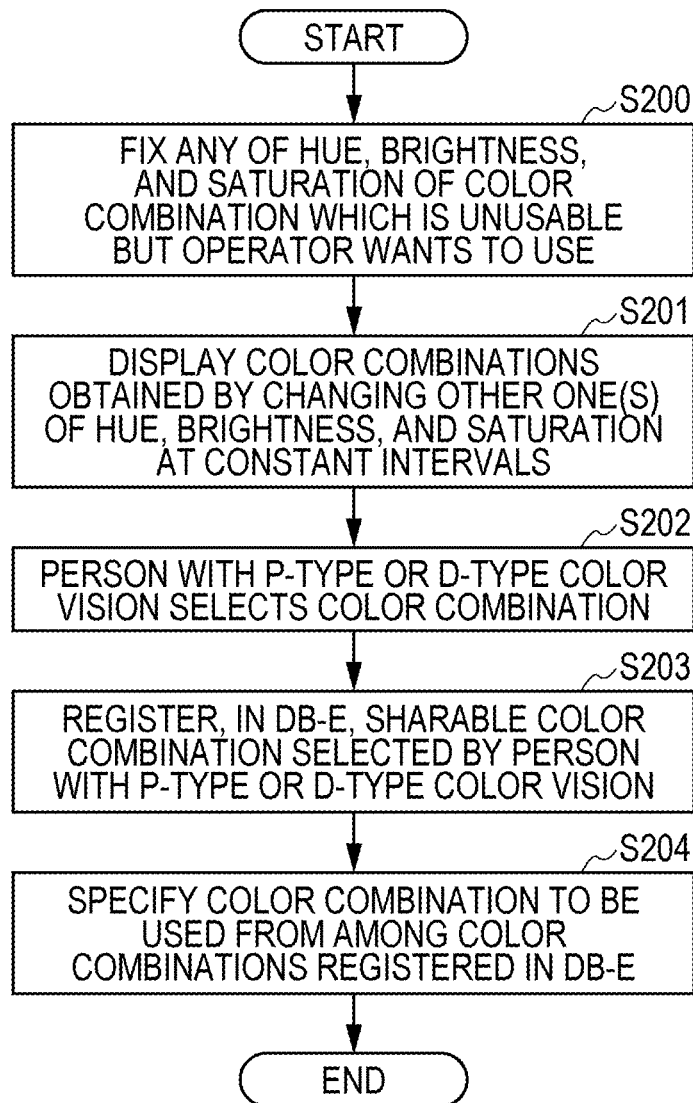 START
S200
FIX ANY OF HUE, BRIGHTNESS,
AND SATURATION OF COLOR
COMBINATION WHICH IS UNUSABLE
BUT OPERATOR WANTS TO USE
S201
DISPLAY COLOR COMBINATIONS
OBTAINED BY CHANGING OTHER ONE(S)
OF HUE, BRIGHTNESS, AND SATURATION
AT CONSTANT INTERVALS
S202
PERSON WITH P-TYPE OR D-TYPE COLOR
VISION SELECTS COLOR COMBINATION
S203
REGISTER, IN DB-E, SHARABLE COLOR
COMBINATION SELECTED BY PERSON
WITH P-TYPE OR D-TYPE COLOR VISION
S204
SPECIFY COLOR COMBINATION TO BE
USED FROM AMONG COLOR
COMBINATIONS REGISTERED IN DB-E
END